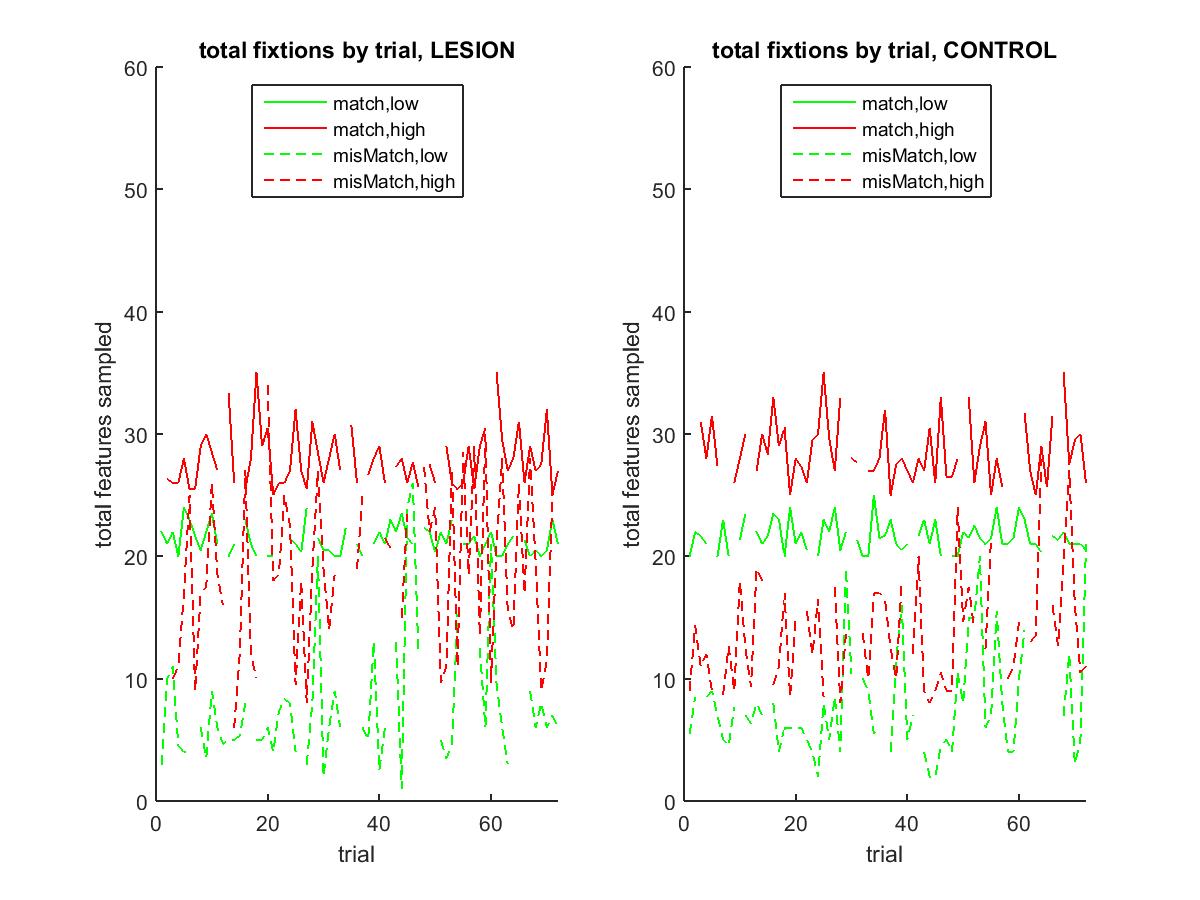 total fixtions by trial, LESION
match,low
match,high
misMatch,low
misMatch,high
total features sampled
60
50
40
30
20
10
0
0 20 40 60
trial
total fixtions by trial, CONTROL
match,low
match,high
misMatch,low
misMatch,high
total features sampled
60
50
40
30
20
10
0
0 20 40 60
trial